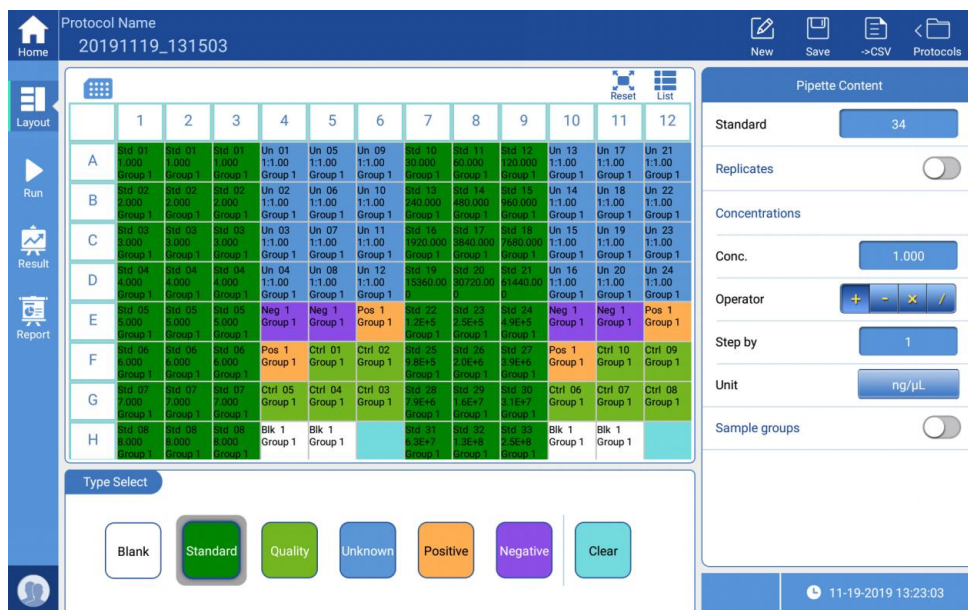 Protocol Name
20191119_131503
Home
New
Save
->CSV
Protocols
Layout
Run
Result
Report
Reset
List
1 2 3 4 5 6 7 8 9 10 11 12
A
Std 01 Std 01 Std 01 Un 01 Un 05 Un 09 Std 10 Std 11 Std 12 Un 13 Un 17 Un 21
1.000 1.000 1.000 1:1.00 1:1.00 1:1.00 30.000 60.000 120.000 1:1.00 1:1.00 1:1.00
Group 1 Group 1 Group 1 Group 1 Group 1 Group 1 Group 1 Group 1 Group 1 Group 1 Group 1 Group 1
B
Std 02 Std 02 Std 02 Un 02 Un 06 Un 10 Std 13 Std 14 Std 15 Un 14 Un 18 Un 22
2.000 2.000 2.000 1:1.00 1:1.00 1:1.00 240.000 480.000 960.000 1:1.00 1:1.00 1:1.00
Group 1 Group 1 Group 1 Group 1 Group 1 Group 1 Group 1 Group 1 Group 1 Group 1 Group 1 Group 1
C
Std 03 Std 03 Std 03 Un 03 Un 07 Un 11 Std 16 Std 17 Std 18 Un 15 Un 19 Un 23
3.000 3.000 3.000 1:1.00 1:1.00 1:1.00 1920.000 3840.000 7680.000 1:1.00 1:1.00 1:1.00
Group 1 Group 1 Group 1 Group 1 Group 1 Group 1 Group 1 Group 1 Group 1 Group 1 Group 1 Group 1
D
Std 04 Std 04 Std 04 Un 04 Un 08 Un 12 Std 19 Std 20 Std 21 Un 16 Un 20 Un 24
4.000 4.000 4.000 1:1.00 1:1.00 1:1.00 15360.00 30720.00 61440.00 1:1.00 1:1.00 1:1.00
Group 1 Group 1 Group 1 Group 1 Group 1 Group 1 0 0 0 Group 1 Group 1 Group 1
E
Std 05 Std 05 Std 05 Neg 1 Neg 1 Pos 1 Std 22 Std 23 Std 24 Neg 1 Neg 1 Pos 1
5.000 5.000 5.000 Group 1 Group 1 Group 1 1.2E+5 2.5E+5 4.9E+5 Group 1 Group 1 Group 1
Group 1 Group 1 Group 1 Group 1 Group 1 Group 1
F
Std 06 Std 06 Std 06 Pos 1 Ctrl 01 Ctrl 02 Std 25 Std 26 Std 27 Pos 1 Ctrl 10 Ctrl 09
6.000 6.000 6.000 Group 1 Group 1 Group 1 9.8E+5 2.0E+6 3.9E+6 Group 1 Group 1 Group 1
Group 1 Group 1 Group 1 Group 1 Group 1 Group 1
G
Std 07 Std 07 Std 07 Ctrl 05 Ctrl 04 Ctrl 03 Std 28 Std 29 Std 30 Ctrl 06 Ctrl 07 Ctrl 08
7.000 7.000 7.000 Group 1 Group 1 Group 1 7.9E+6 1.6E+7 3.1E+7 Group 1 Group 1 Group 1
Group 1 Group 1 Group 1 Group 1 Group 1 Group 1
H
Std 08 Std 08 Std 08 Blk 1 Blk 1 Std 31 Std 32 Std 33 Blk 1 Blk 1
8.000 8.000 8.000 Group 1 Group 1 6.3E+7 1.3E+8 2.5E+8 Group 1 Group 1
Group 1 Group 1 Group 1 Group 1 Group 1 Group 1
Type Select
Blank
Standard
Quality
Unknown
Positive
Negative
Clear
Pipette Content
Standard 34
Replicates
Concentrations
Conc. 1.000
Operator + - × /
Step by 1
Unit ng/µL
Sample groups
11-19-2019 13:23:03